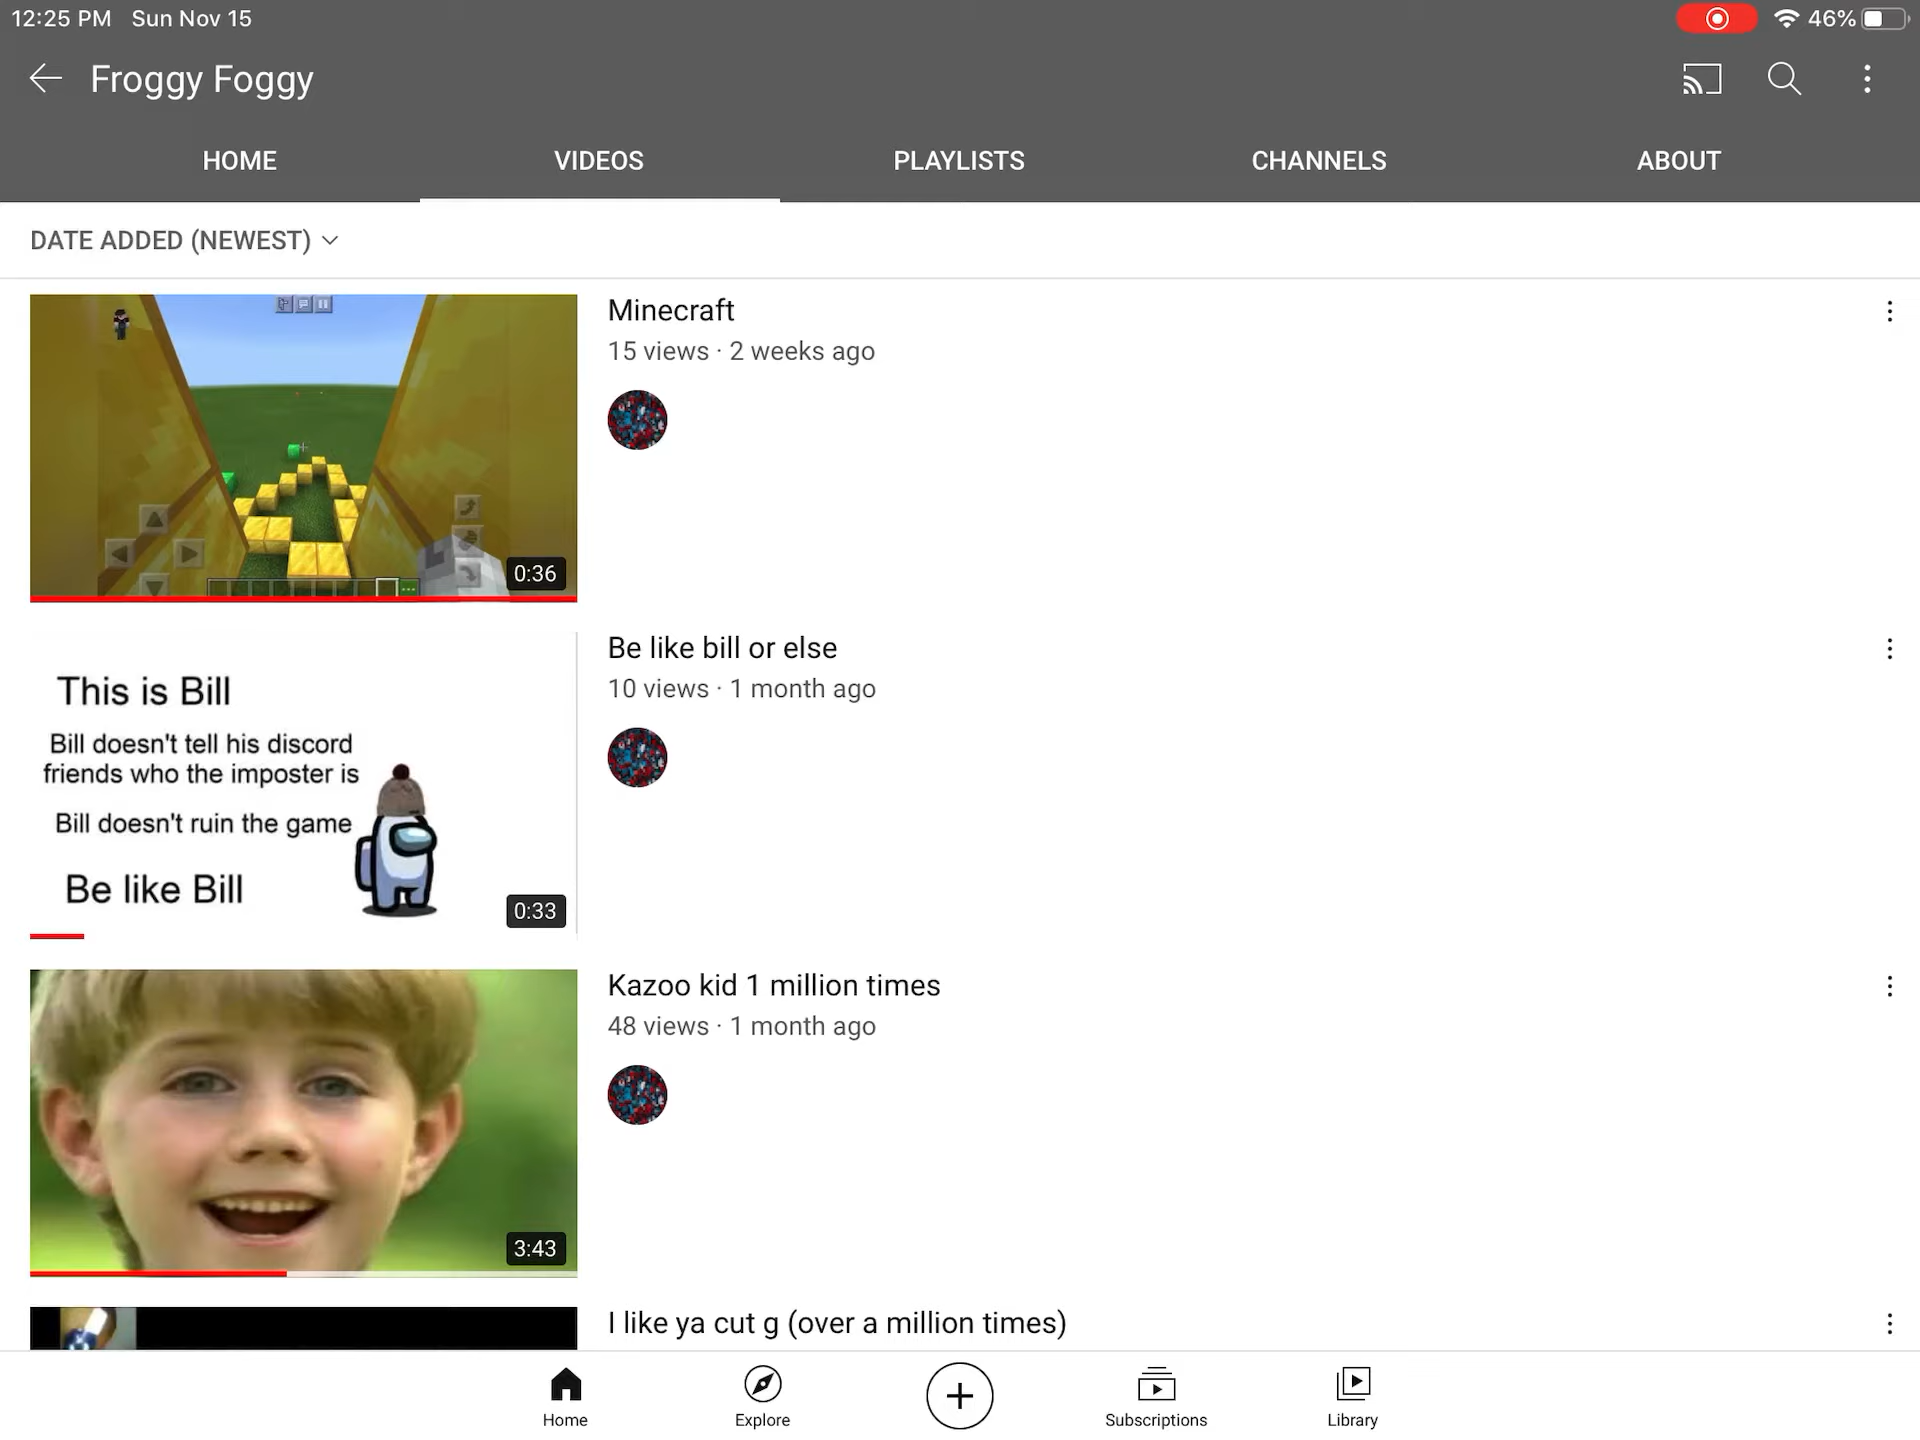 12:25 PM Sun Nov 15
46%
Froggy Foggy
HOME VIDEOS PLAYLISTS CHANNELS ABOUT
DATE ADDED (NEWEST)
Minecraft
15 views · 2 weeks ago
0:36
This is Bill
Bill doesn't tell his discord
friends who the imposter is
Bill doesn't ruin the game
Be like Bill
0:33
Be like bill or else
10 views · 1 month ago
3:43
Kazoo kid 1 million times
48 views · 1 month ago
I like ya cut g (over a million times)
Home Explore Subscriptions Library